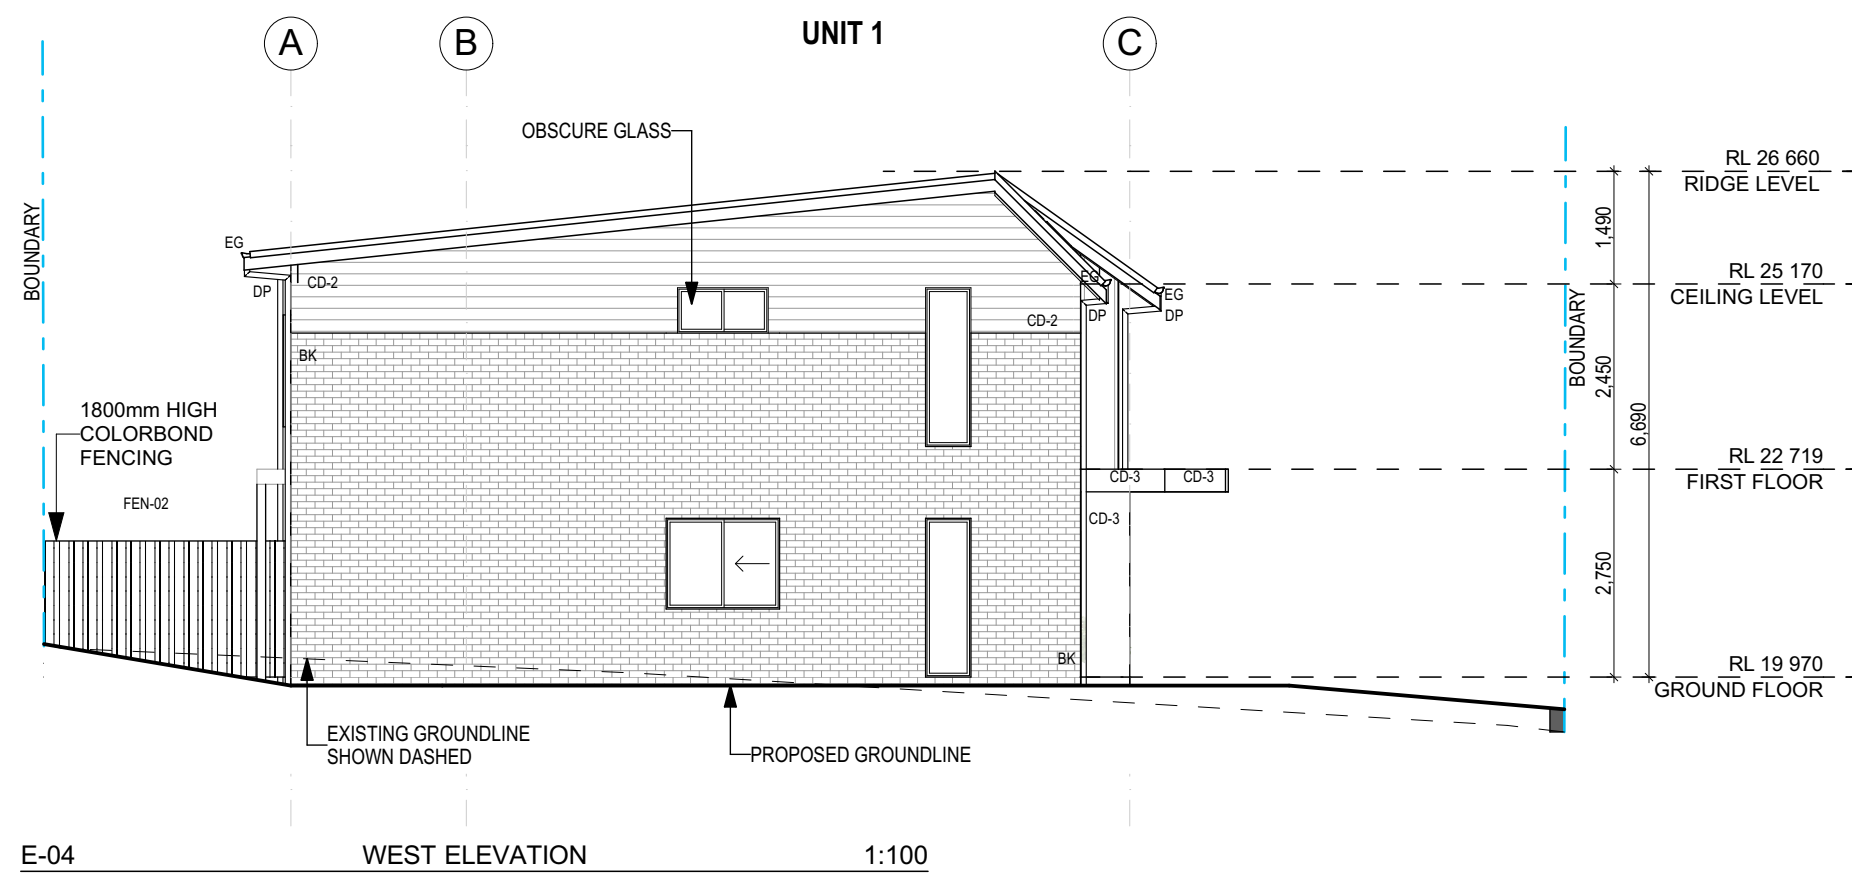 A
B
UNIT 1
C
OBSCURE GLASS
RL 26 660
RIDGE LEVEL
BOUNDARY
EG
1,490
CD-2
DP
EG
EG
RL 25 170
CEILING LEVEL
CD-2
DP
DP
BK
BOUNDARY
2,450
1800mm HIGH
COLORBOND
FENCING
6,690
FEN-02
CD-3
CD-3
RL 22 719
FIRST FLOOR
CD-3
2,750
BK
RL 19 970
GROUND FLOOR
EXISTING GROUNDLINE
SHOWN DASHED
PROPOSED GROUNDLINE
E-04
WEST ELEVATION
1:100